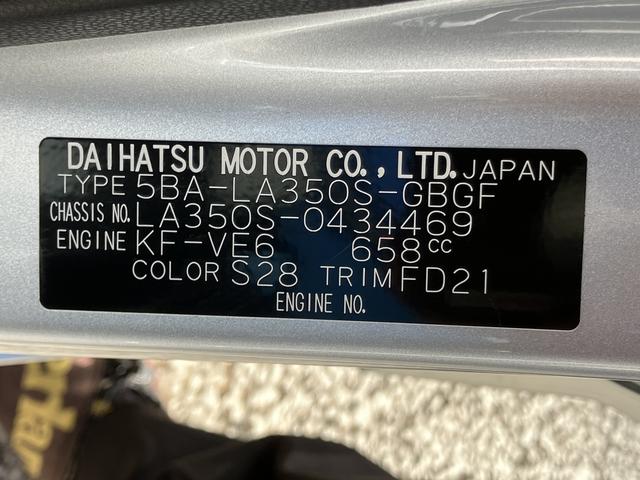 DAIHATSU MOTOR CO., LTD. JAPAN
TYPE 5BA-LA350S-GBGF
CHASSIS NO. LA350S-0434469
ENGINE KF-VE6 658cc
COLOR S28 TRIM FD21
ENGINE NO.